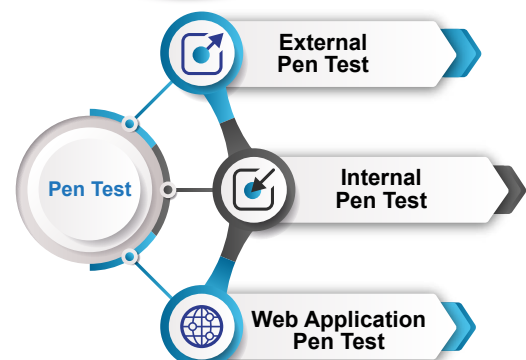 External
Pen Test
Pen Test
Internal
Pen Test
Web Application
Pen Test